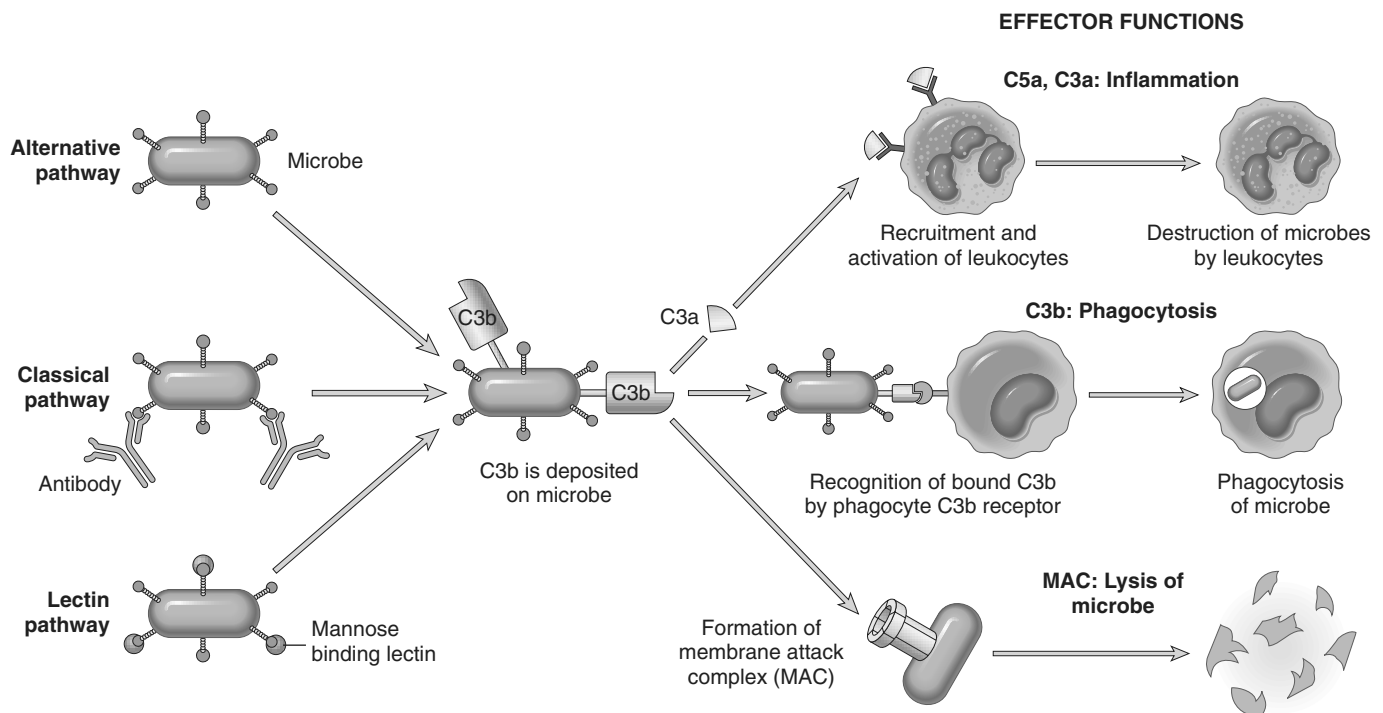 EFFECTOR FUNCTIONS
C5a, C3a: Inflammation
Alternative
pathway
Microbe
Recruitment and
activation of leukocytes
Destruction of microbes
by leukocytes
C3b
C3a
C3b: Phagocytosis
Classical
pathway
C3b
Antibody
C3b is deposited
on microbe
Recognition of bound C3b
by phagocyte C3b receptor
Phagocytosis
of microbe
Lectin
pathway
Mannose
binding lectin
Formation of
membrane attack
complex (MAC)
MAC: Lysis of
microbe